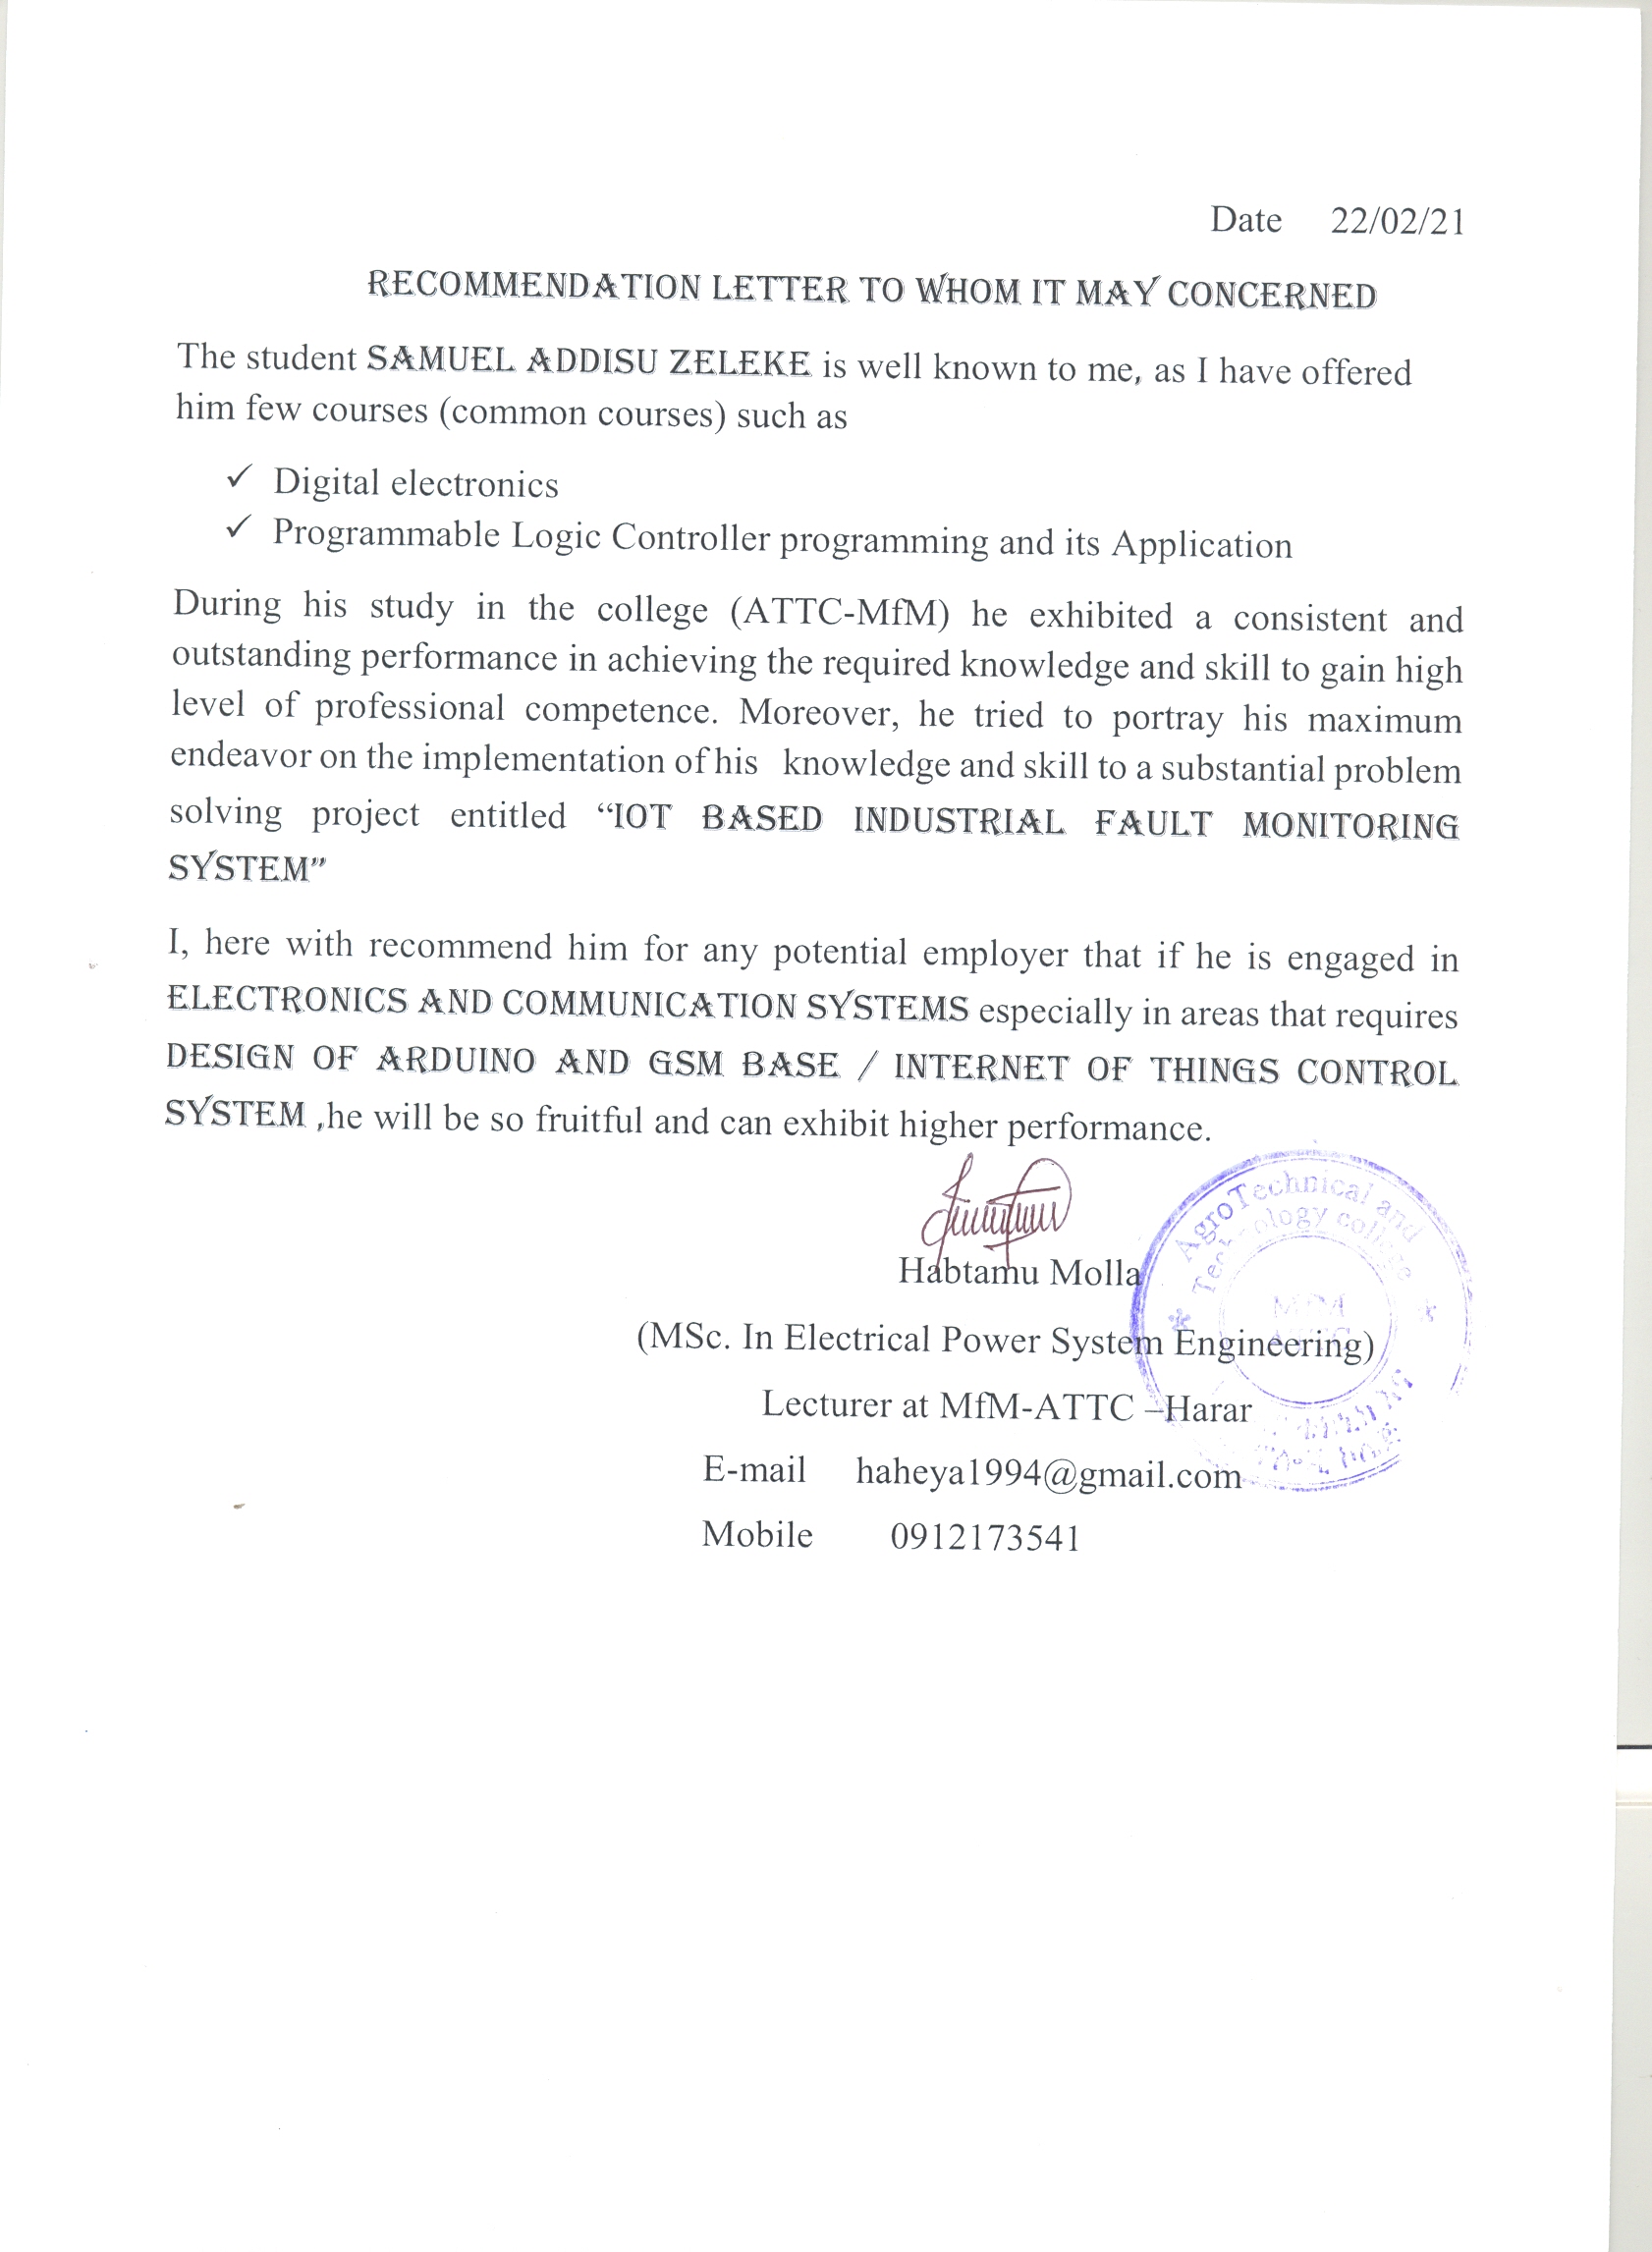 Date 22/02/21
RECOMMENDATION LETTER TO WHOM IT MAY CONCERNED
The student SAMUEL ADDISU ZELEKE is well known to me, as I have offered
him few courses (common courses) such as
✓ Digital electronics
✓ Programmable Logic Controller programming and its Application
During his study in the college (ATTC-MfM) he exhibited a consistent and
outstanding performance in achieving the required knowledge and skill to gain high
level of professional competence. Moreover, he tried to portray his maximum
endeavor on the implementation of his knowledge and skill to a substantial problem
solving project entitled “IOT BASED INDUSTRIAL FAULT MONITORING
SYSTEM”
I, here with recommend him for any potential employer that if he is engaged in
ELECTRONICS AND COMMUNICATION SYSTEMS especially in areas that requires
DESIGN OF ARDUINO AND GSM BASE / INTERNET OF THINGS CONTROL
SYSTEM ,he will be so fruitful and can exhibit higher performance.
Habtamu Molla
(MSc. In Electrical Power System Engineering)
Lecturer at MfM-ATTC –Harar
E-mail haheya1994@gmail.com
Mobile 0912173541
AgroTechnical and
Technology college
MfM